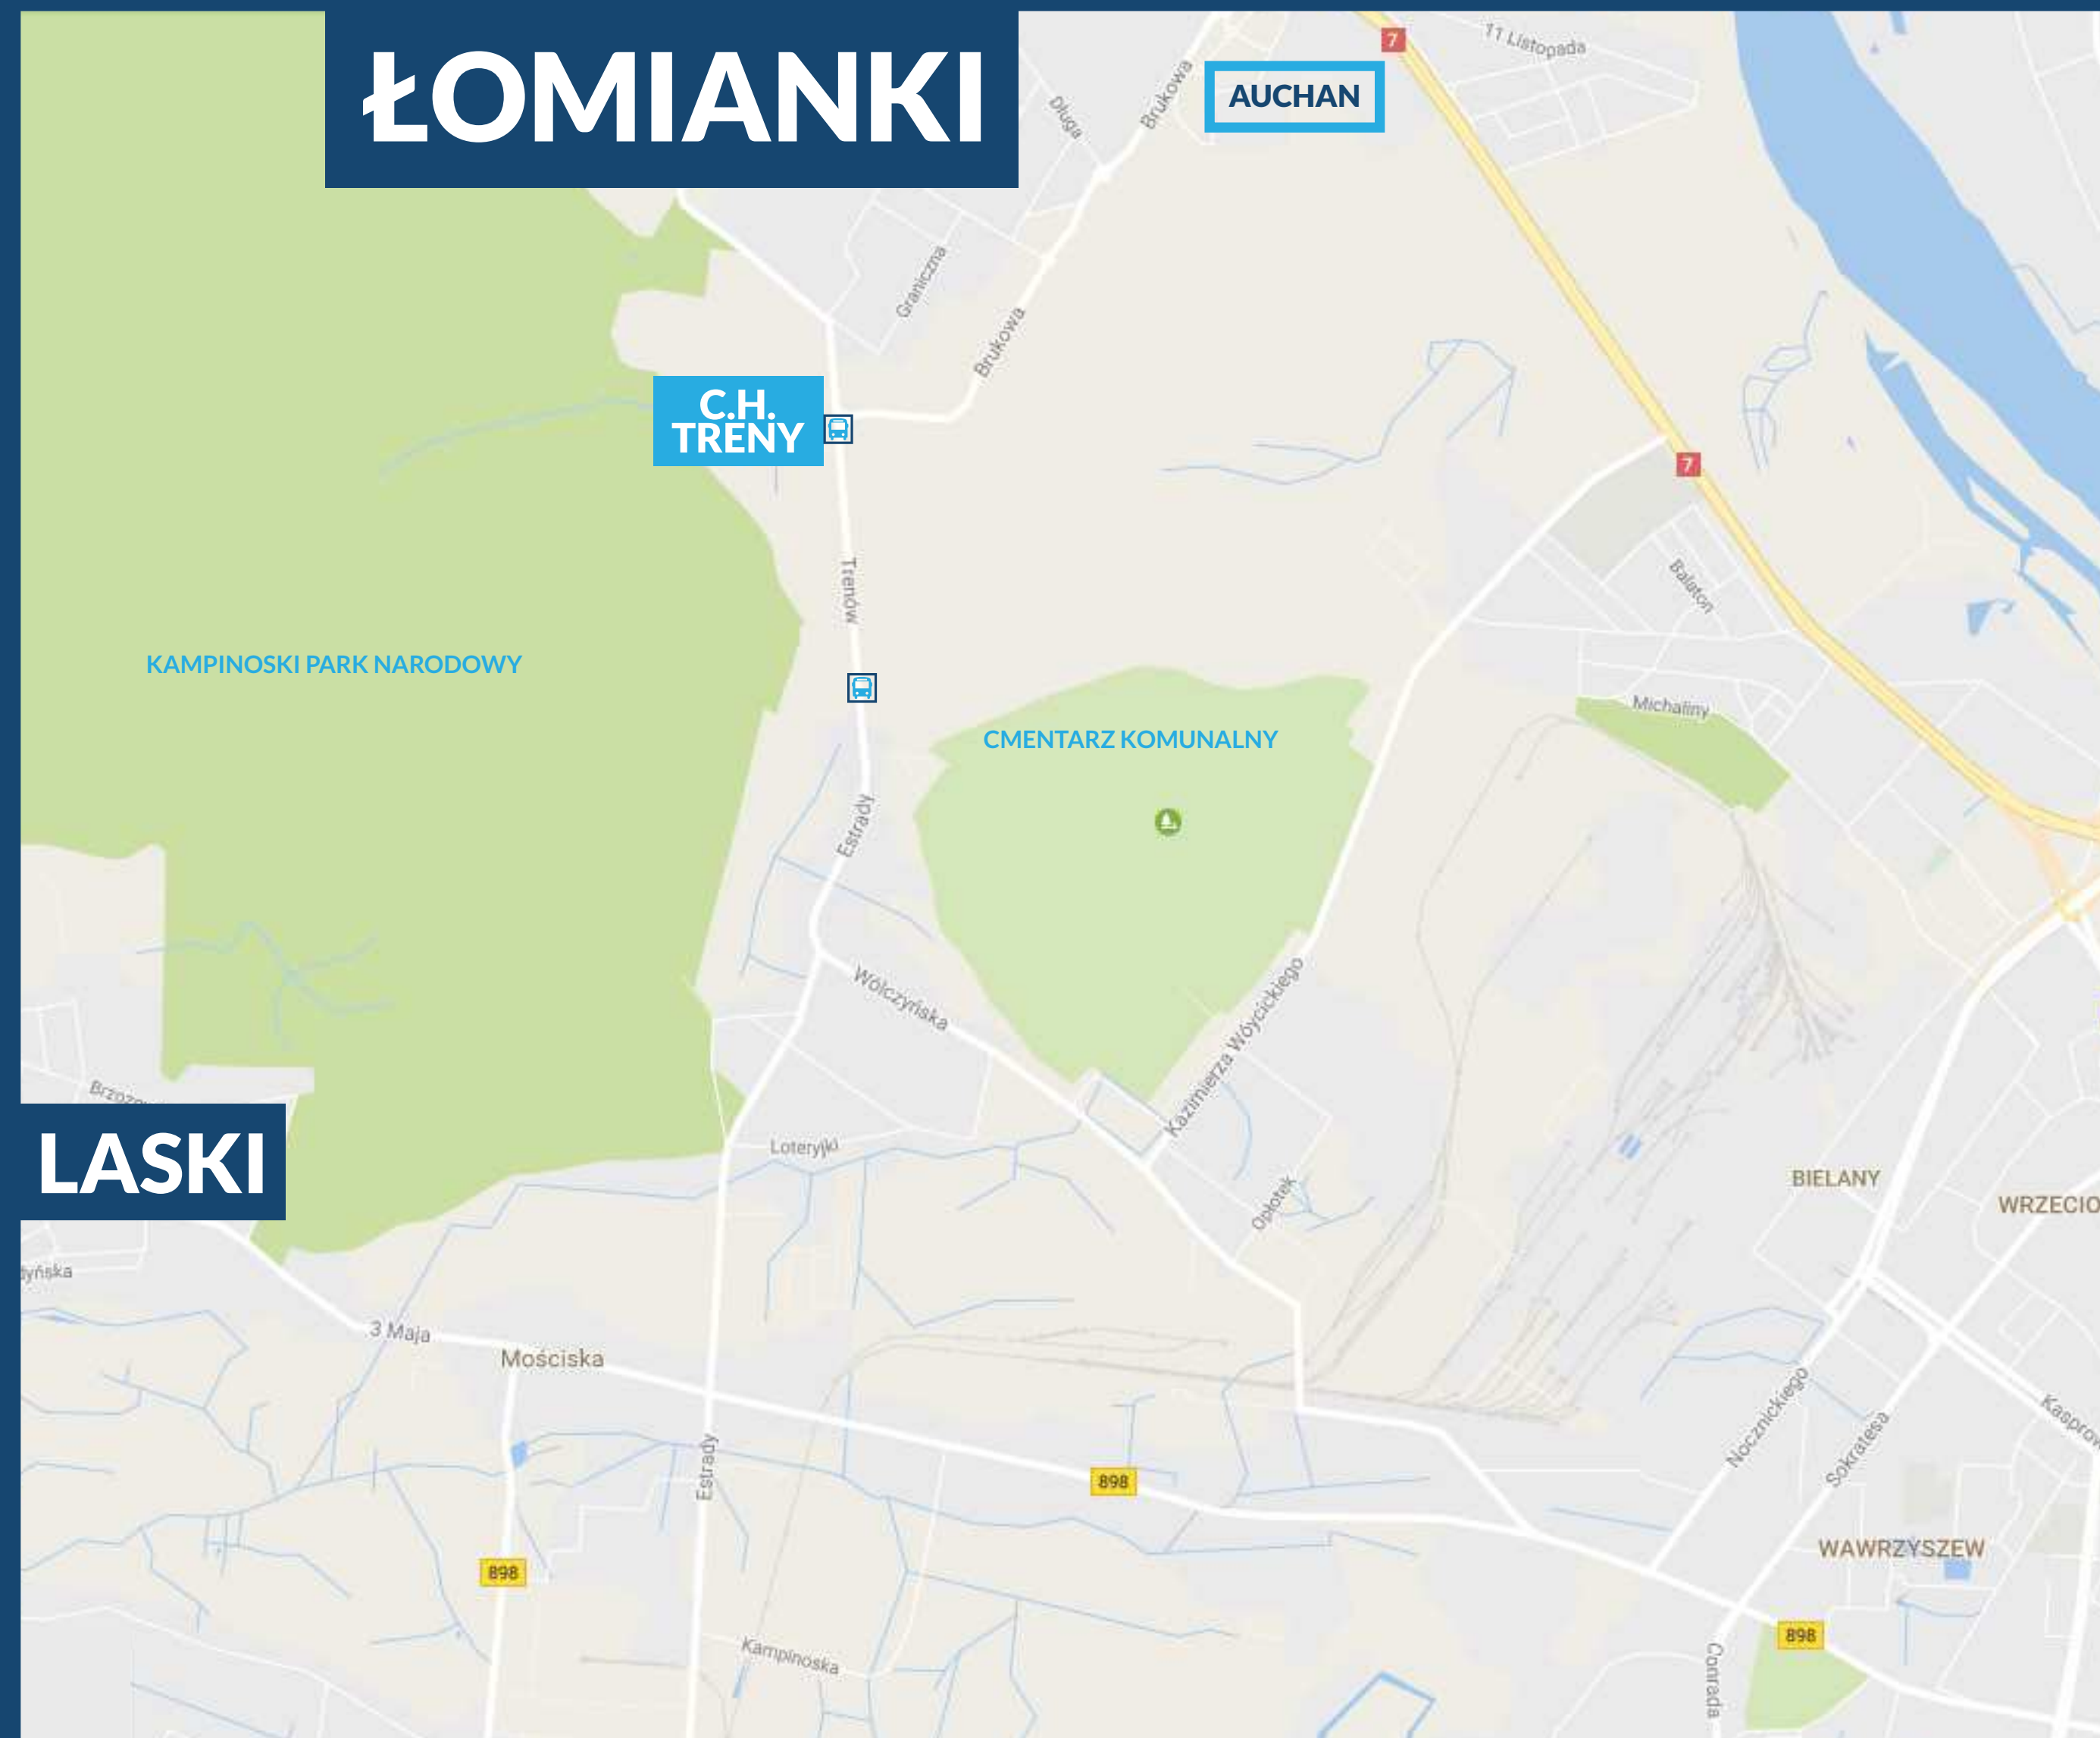 ŁOMIANKI
7
11 Listopada
AUCHAN
Długa
Brukowa
Graniczna
Brukowa
C.H.
TRENY
7
Trenów
Balaton
KAMPINOSKI PARK NARODOWY
Michaliny
CMENTARZ KOMUNALNY
Estrady
Wólczyńska
Kazimierza Wóycickiego
LASKI
Loteryjki
BIELANY
Opłotek
WRZECIO
3 Maja
Mościska
Nocznickiego
Sokratesa
Estrady
898
WAWRZYSZEW
898
898
Kampinoska
Conrada